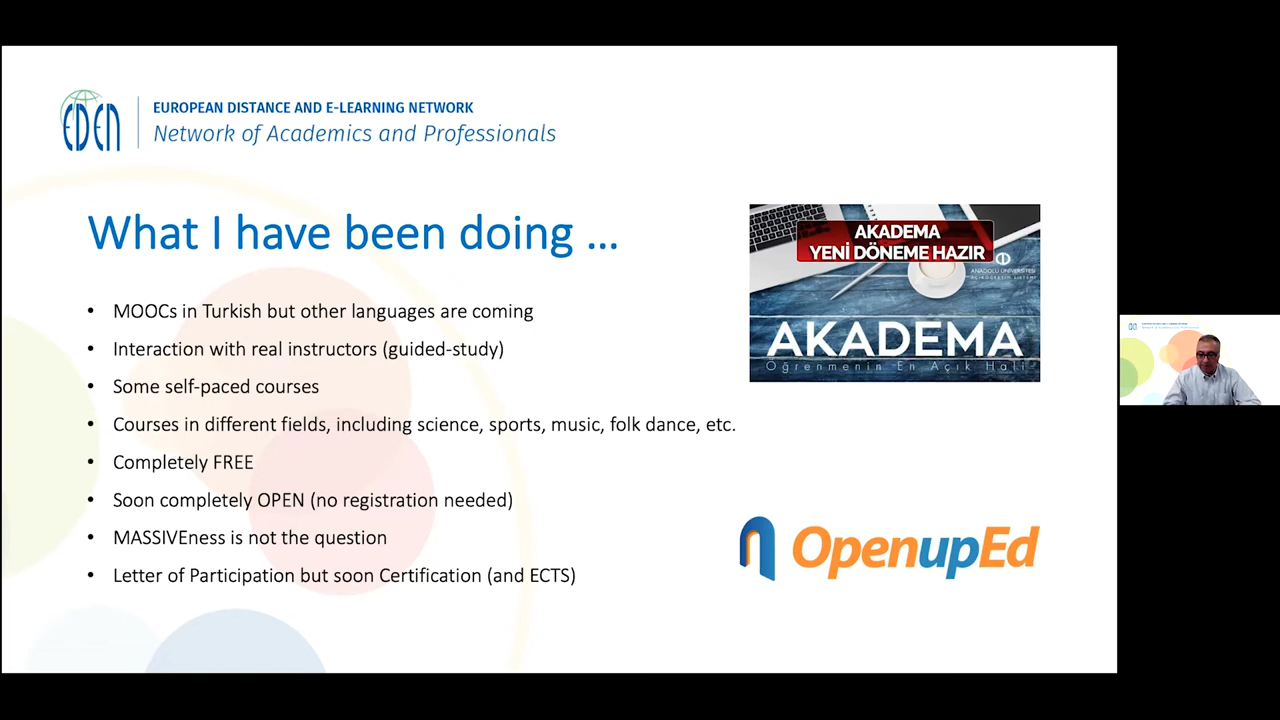 EDEN
EUROPEAN DISTANCE AND E-LEARNING NETWORK
Network of Academics and Professionals
What I have been doing ...
• MOOCs in Turkish but other languages are coming
• Interaction with real instructors (guided-study)
• Some self-paced courses
• Courses in different fields, including science, sports, music, folk dance, etc.
• Completely FREE
• Soon completely OPEN (no registration needed)
• MASSIVEness is not the question
• Letter of Participation but soon Certification (and ECTS)
AKADEMA
YENİ DÖNEME HAZIR
ANADOLU ÜNİVERSİTESİ
AÇIKÖĞRETİM SİSTEMİ
AKADEMA
Öğrenmenin En Açık Hali
OpenupEd